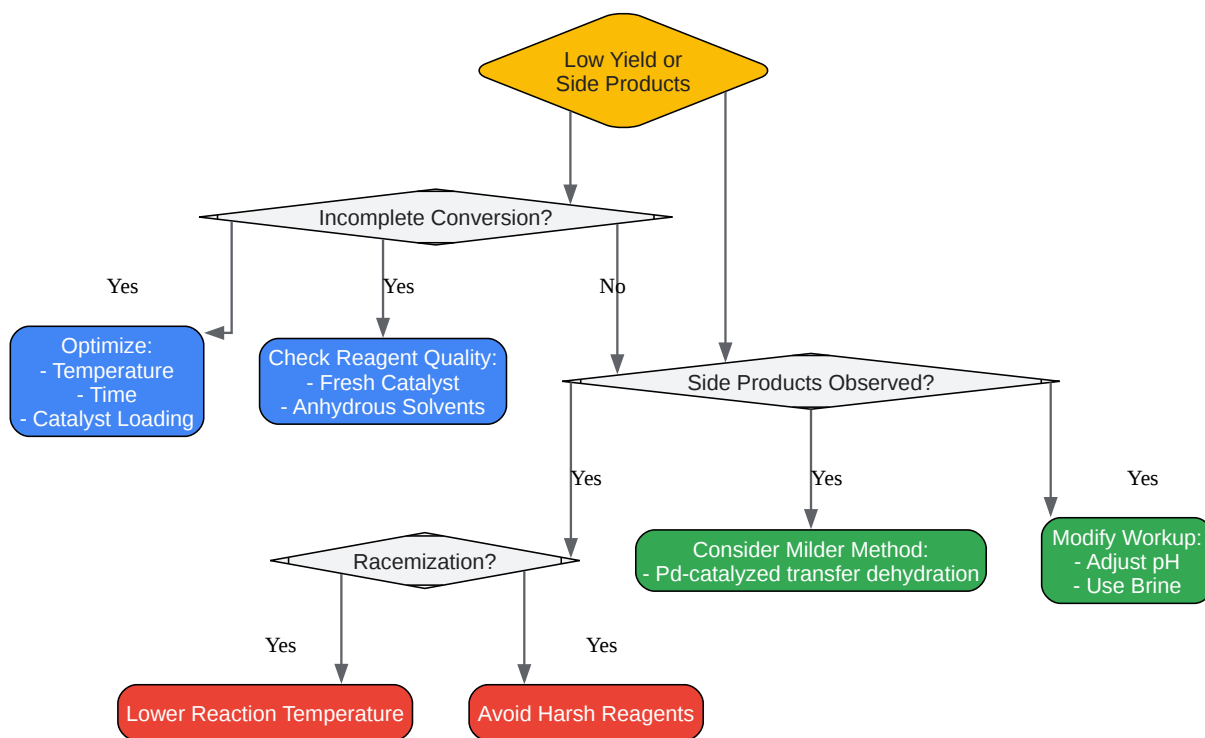 Low Yield or
Side Products
Incomplete Conversion?
Yes
Yes
No
Optimize:
- Temperature
- Time
- Catalyst Loading
Check Reagent Quality:
- Fresh Catalyst
- Anhydrous Solvents
Side Products Observed?
Yes
Yes
Yes
Racemization?
Consider Milder Method:
- Pd-catalyzed transfer dehydration
Modify Workup:
- Adjust pH
- Use Brine
Yes
Yes
Lower Reaction Temperature
Avoid Harsh Reagents